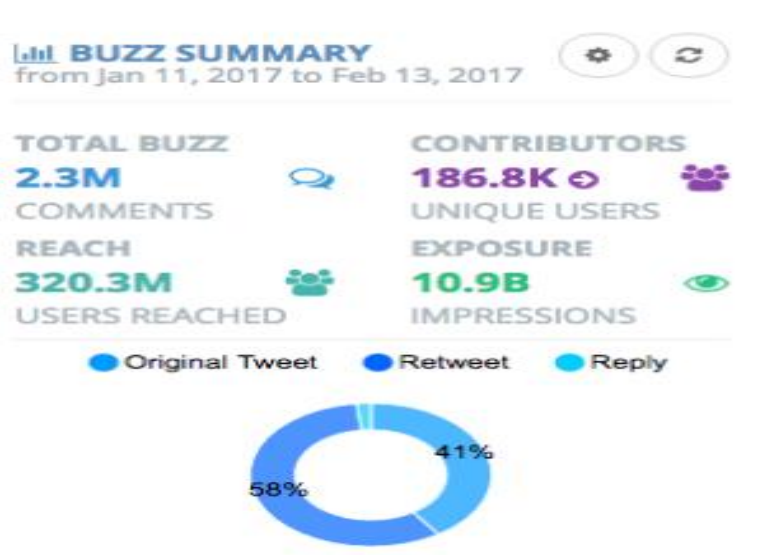 BUZZ SUMMARY
from Jan 11, 2017 to Feb 13, 2017
TOTAL BUZZ
2.3M
COMMENTS
CONTRIBUTORS
186.8K
UNIQUE USERS
REACH
320.3M
USERS REACHED
EXPOSURE
10.9B
IMPRESSIONS
Original Tweet Retweet Reply
41%
58%